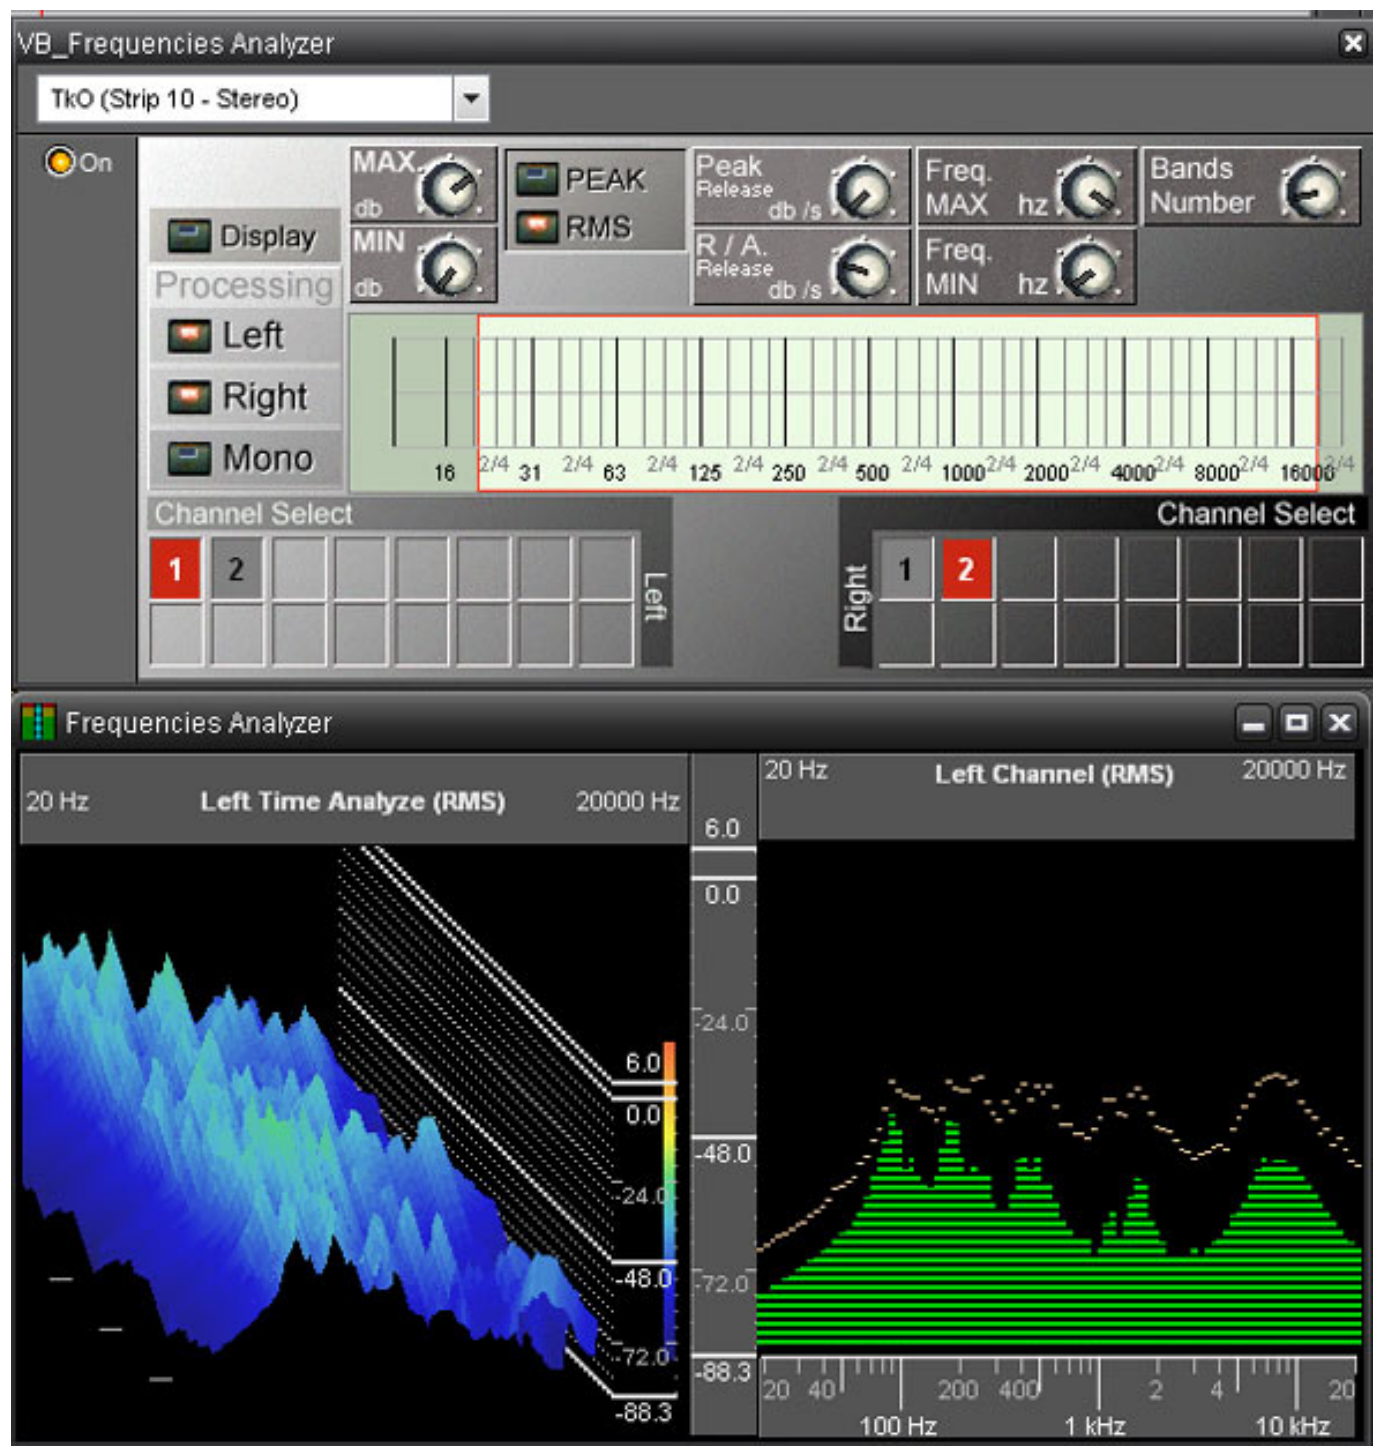 VB_Frequencies Analyzer
TkO (Strip 10 - Stereo)
On
Display
Processing
Left
Right
Mono
MAX.
db
MIN
db
PEAK
RMS
Peak
Release
db /s
R / A.
Release
db /s
Freq.
MAX hz
Freq.
MIN hz
Bands
Number
16 2/4 31 2/4 63 2/4 125 2/4 250 2/4 500 2/4 1000 2/4 2000 2/4 4000 2/4 8000 2/4 16000 2/4
Channel Select
1 2
Left
Channel Select
Right
1 2
Frequencies Analyzer
20 Hz Left Time Analyze (RMS) 20000 Hz
6.0
0.0
-24.0
-48.0
-72.0
-88.3
6.0
0.0
-24.0
-48.0
-72.0
-88.3
20 Hz Left Channel (RMS) 20000 Hz
20 40 200 400 2 4 20
100 Hz 1 kHz 10 kHz